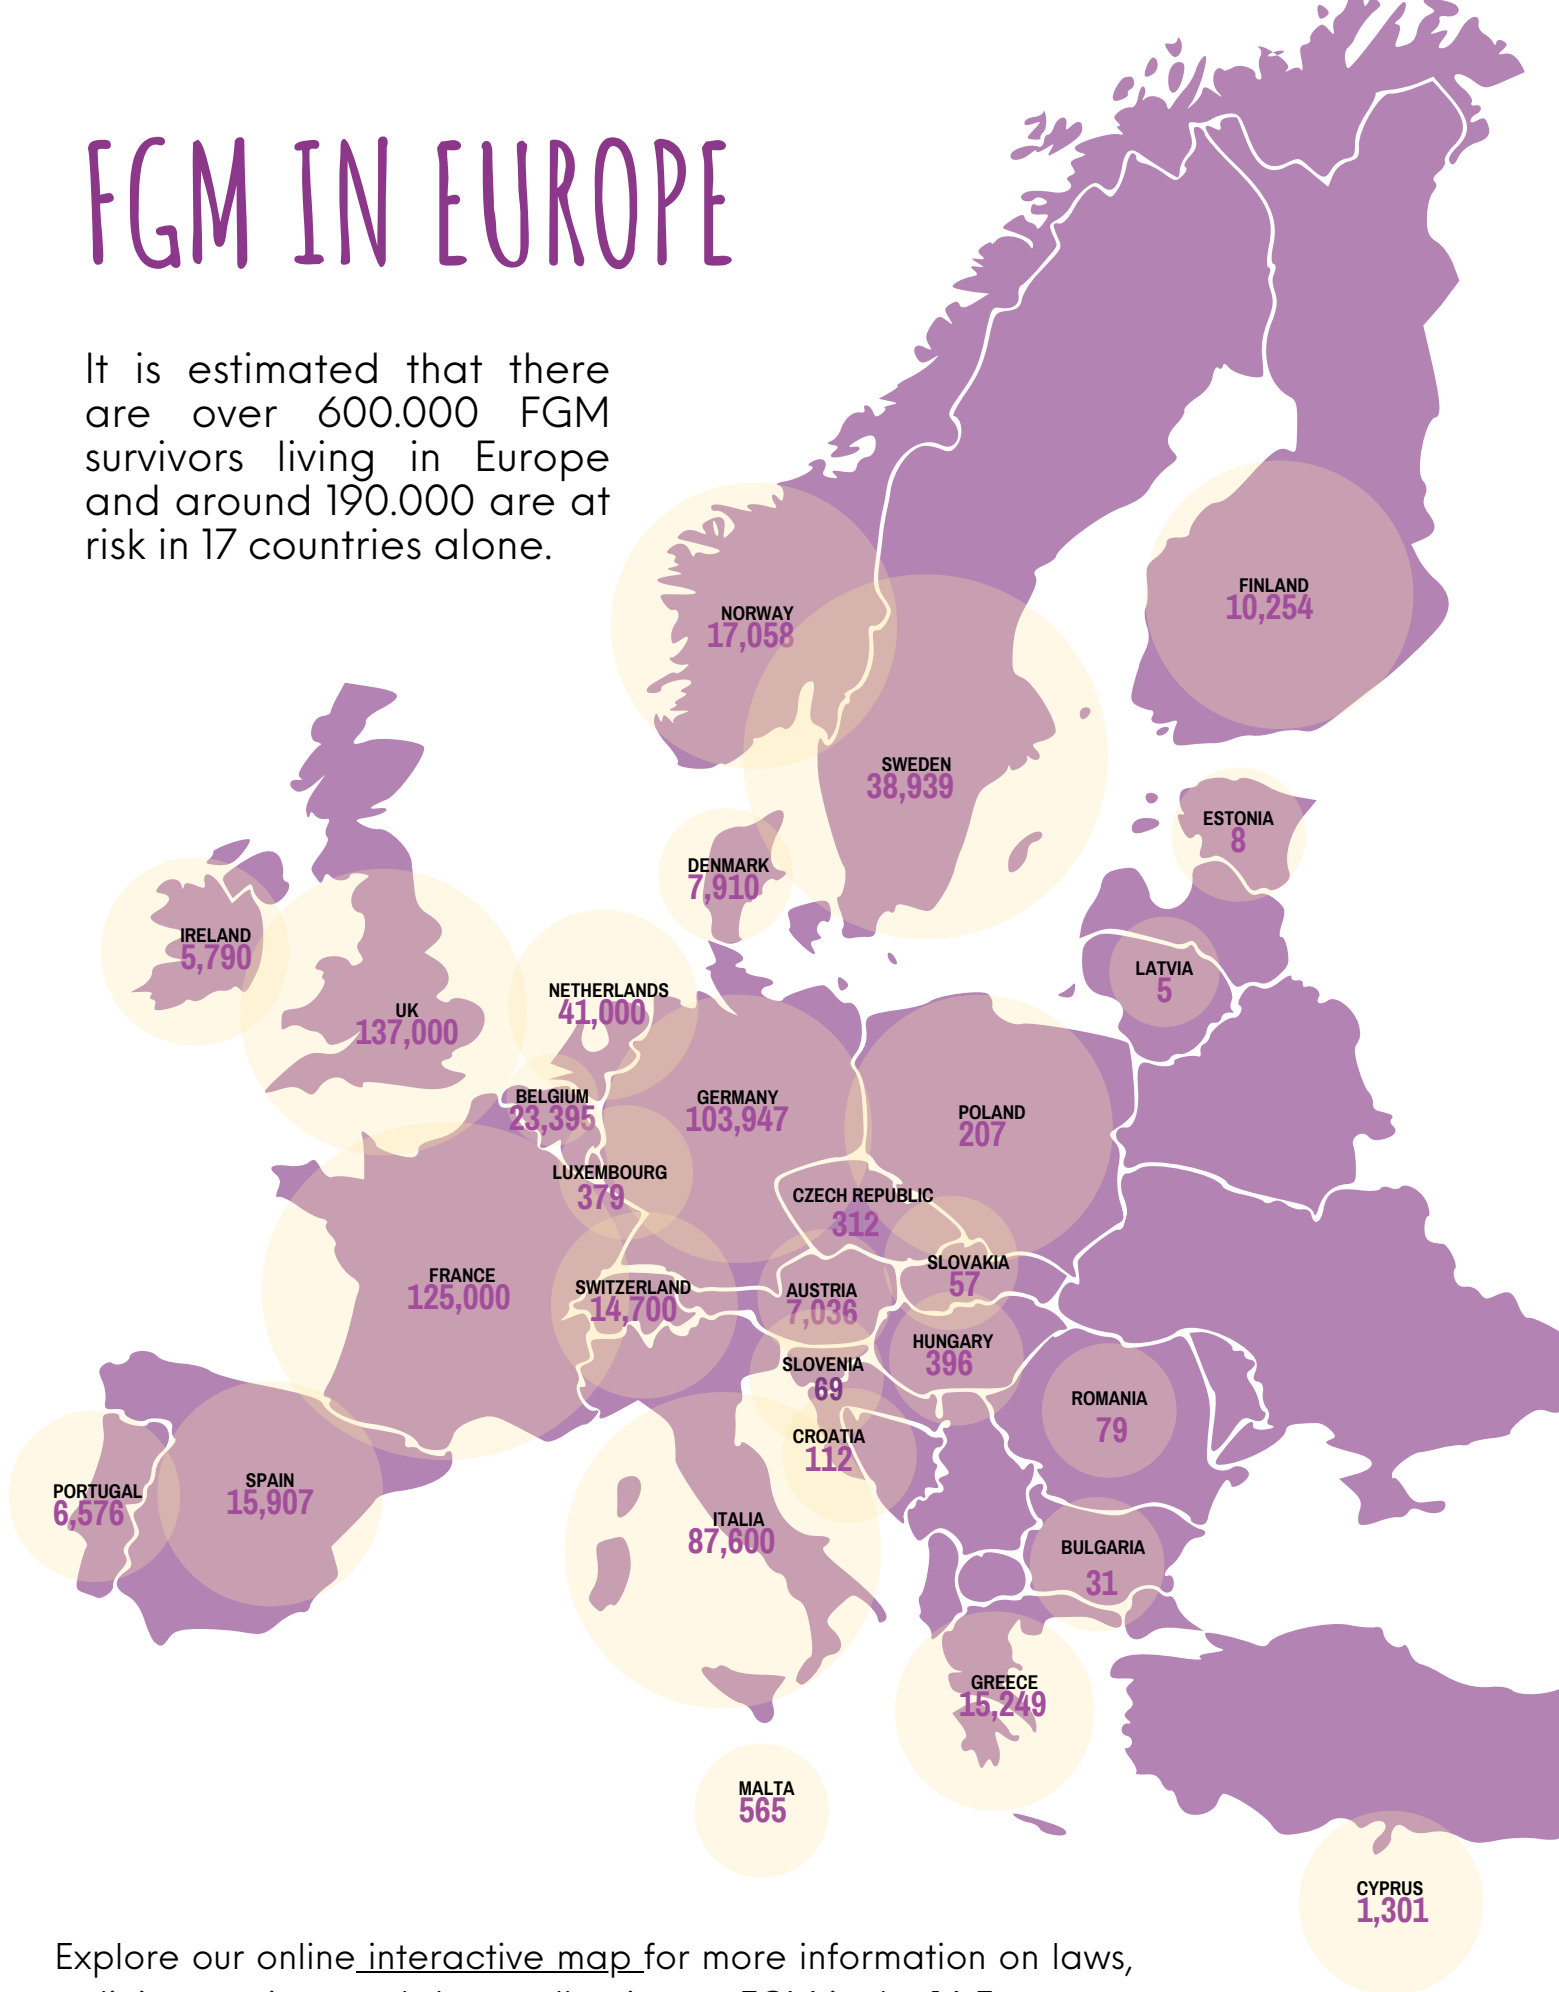 FGM IN EUROPE
It is estimated that there
are over 600.000 FGM
survivors living in Europe
and around 190.000 are at
risk in 17 countries alone.
NORWAY
17,058
FINLAND
10,254
SWEDEN
38,939
ESTONIA
8
DENMARK
7,910
IRELAND
5,790
LATVIA
5
NETHERLANDS
41,000
UK
137,000
BELGIUM
23,395
GERMANY
103,947
POLAND
207
LUXEMBOURG
379
CZECH REPUBLIC
312
SLOVAKIA
57
FRANCE
125,000
SWITZERLAND
14,700
AUSTRIA
7,036
HUNGARY
396
SLOVENIA
69
ROMANIA
79
CROATIA
112
PORTUGAL
6,576
SPAIN
15,907
ITALIA
87,600
BULGARIA
31
GREECE
15,249
MALTA
565
CYPRUS
1,301
Explore our online interactive map for more information on laws,